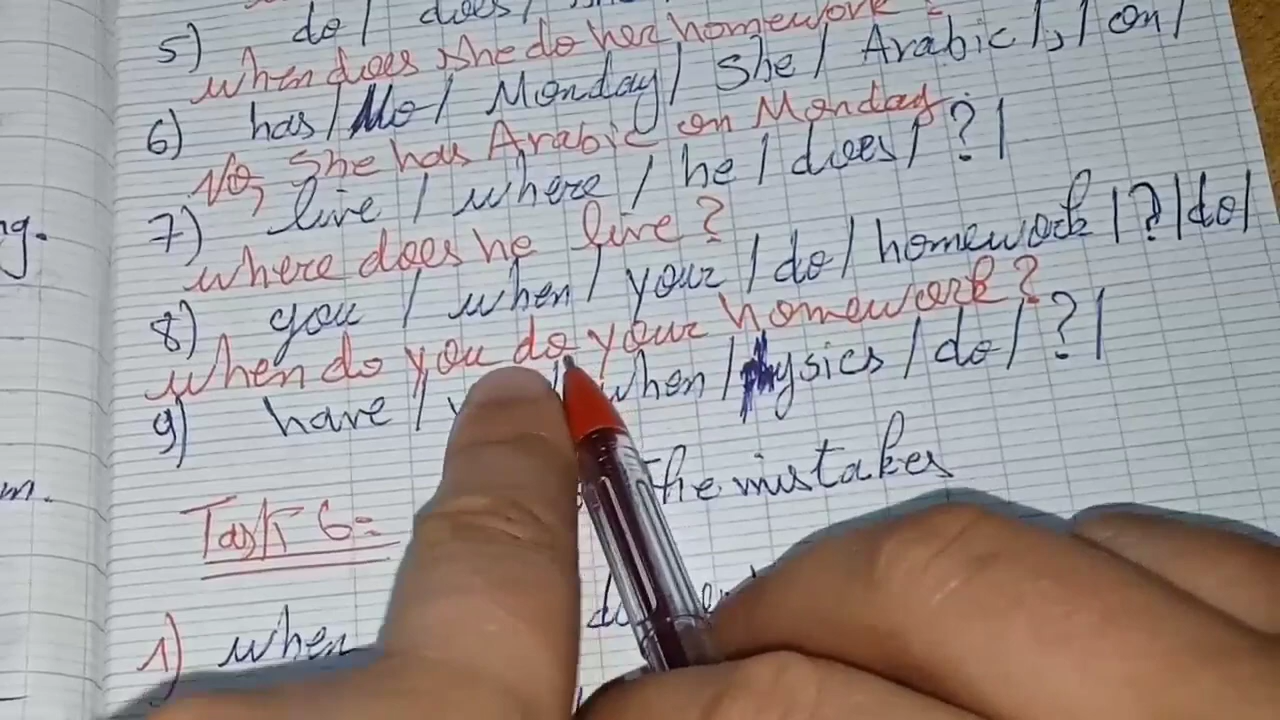 5) do / does /
when does she do her homework ?
6) has / No / Monday / she / Arabic / , / on /
No, she has Arabic on Monday.
7) live / where / he / does / ? /
where does he live ?
8) you / when / your / do / homework / ? / do /
when do you do your homework ?
9) have / when / physics / do / ? /
Task 6:
the mistakes
1) when
ng.
m.